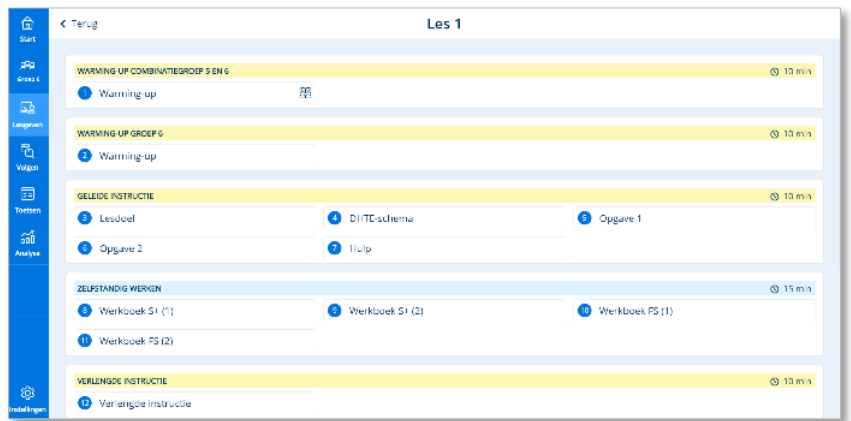 Terug
Les 1
Start
Groep 6
Lesgeven
Volgen
Toetsen
Analyse
Instellingen
WARMING-UP COMBINATIEGROEP 5 EN 6 10 min
1 Warming-up
WARMING-UP GROEP 6 10 min
2 Warming-up
GELEIDE INSTRUCTIE 10 min
3 Lesdoel 4 DHTE-schema 5 Opgave 1
6 Opgave 2 7 Hulp
ZELFSTANDIG WERKEN 15 min
8 Werkboek S+ (1) 9 Werkboek S+ (2) 10 Werkboek FS (1)
11 Werkboek FS (2)
VERLENGDE INSTRUCTIE 10 min
12 Verlengde instructie